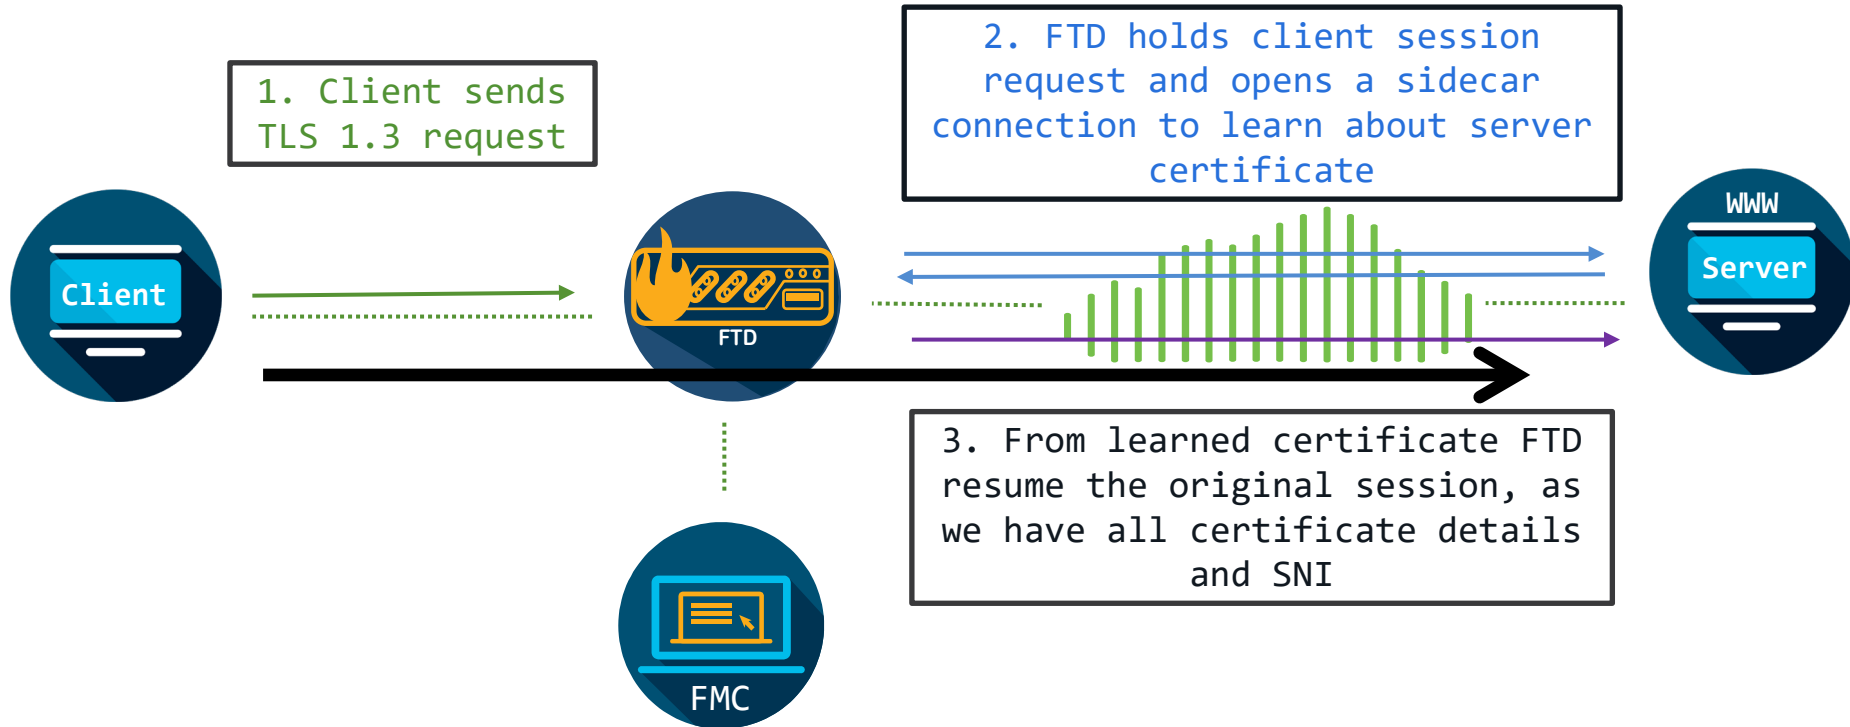 1. Client sends
TLS 1.3 request
2. FTD holds client session
request and opens a sidecar
connection to learn about server
certificate
Client
FTD
WWW
Server
3. From learned certificate FTD
resume the original session, as
we have all certificate details
and SNI
FMC